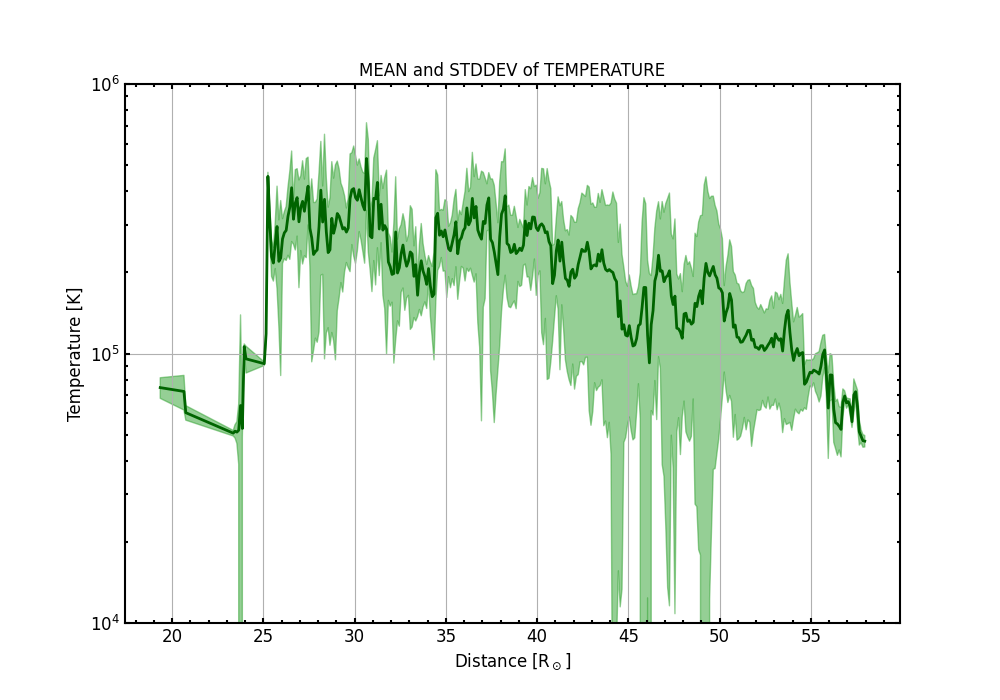 MEAN and STDDEV of TEMPERATURE
10^6
10^5
10^4
Temperature [K]
20 25 30 35 40 45 50 55
Distance [R_⊙]